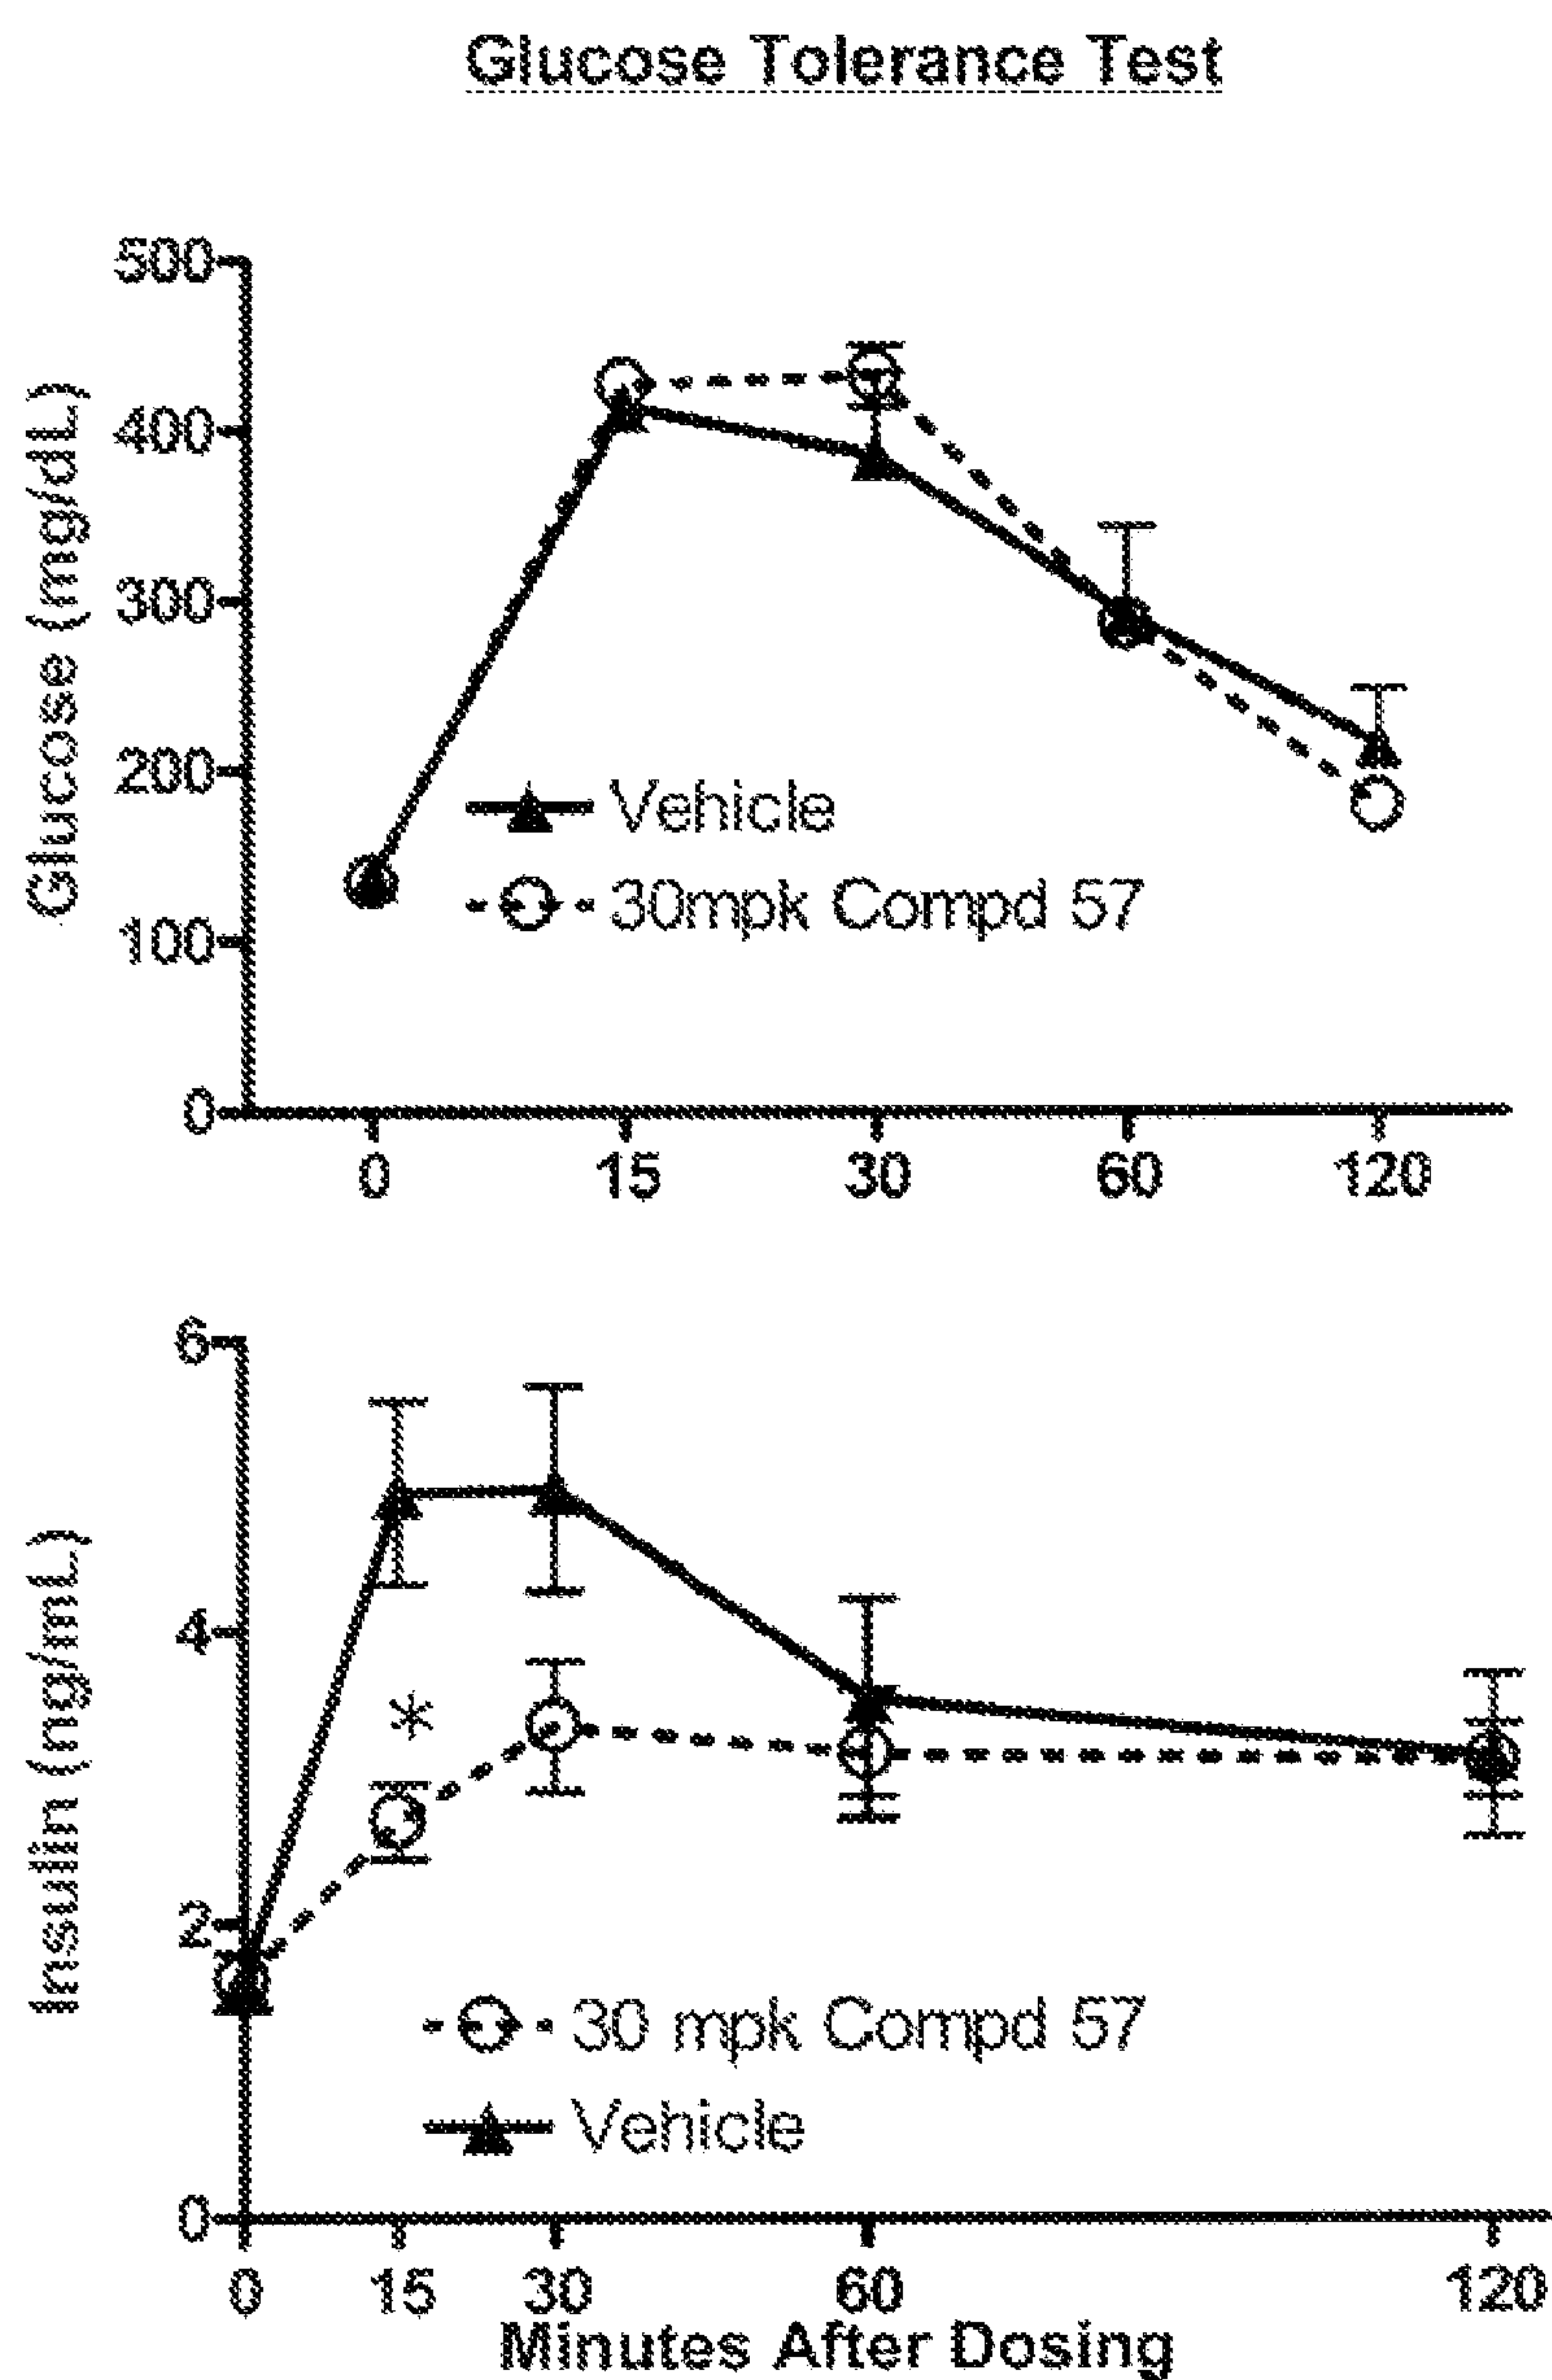 Glucose Tolerance Test
500
400
300
200
100
0
Glucose (mg/dL)
Vehicle
30mpk Compd 57
0 15 30 60 120
6
4
2
0
Insulin (ng/mL)
*
30 mpk Compd 57
Vehicle
0 15 30 60 120
Minutes After Dosing